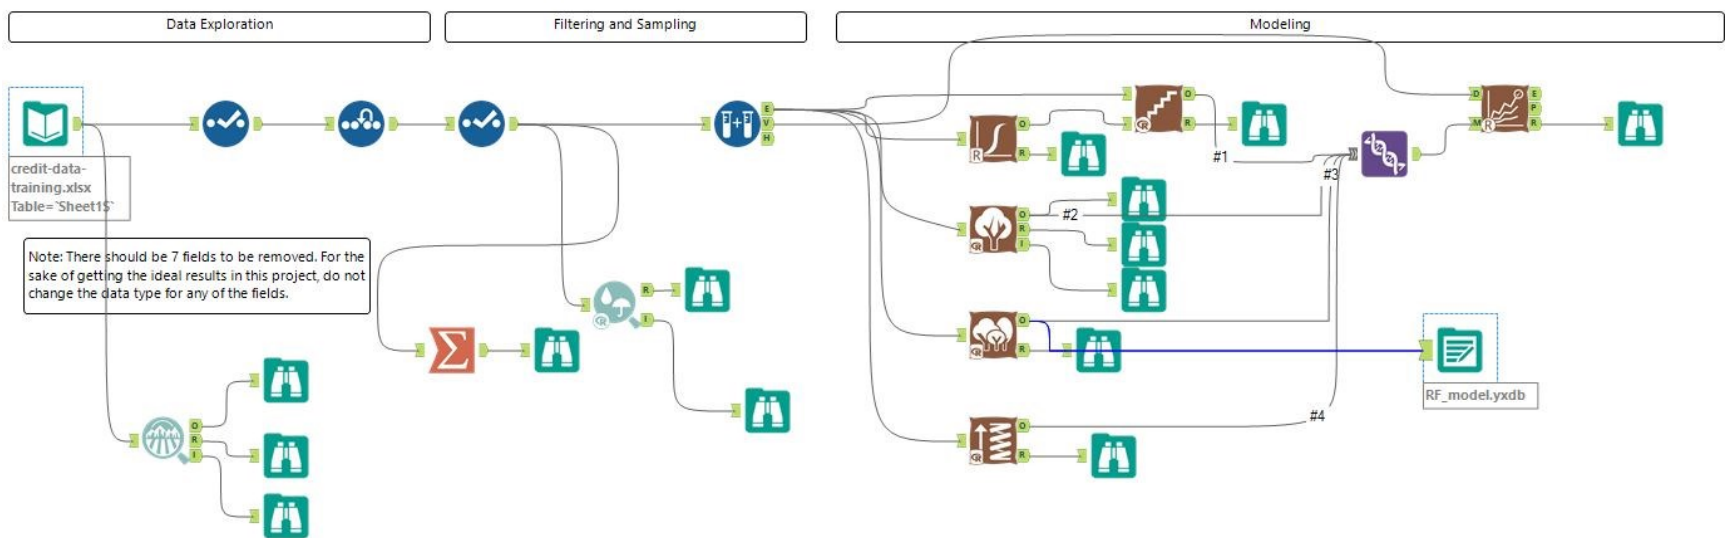 Data Exploration
Filtering and Sampling
Modeling
credit-data-
training.xlsx
Table=`Sheet1$`
Note: There should be 7 fields to be removed. For the
sake of getting the ideal results in this project, do not
change the data type for any of the fields.
O
R
I
R
I
E
V
H
R
O
R
O
R
#1
O
R
I
#2
O
R
#3
O
R
#4
D
M
R
E
P
R
RF_model.yxdb